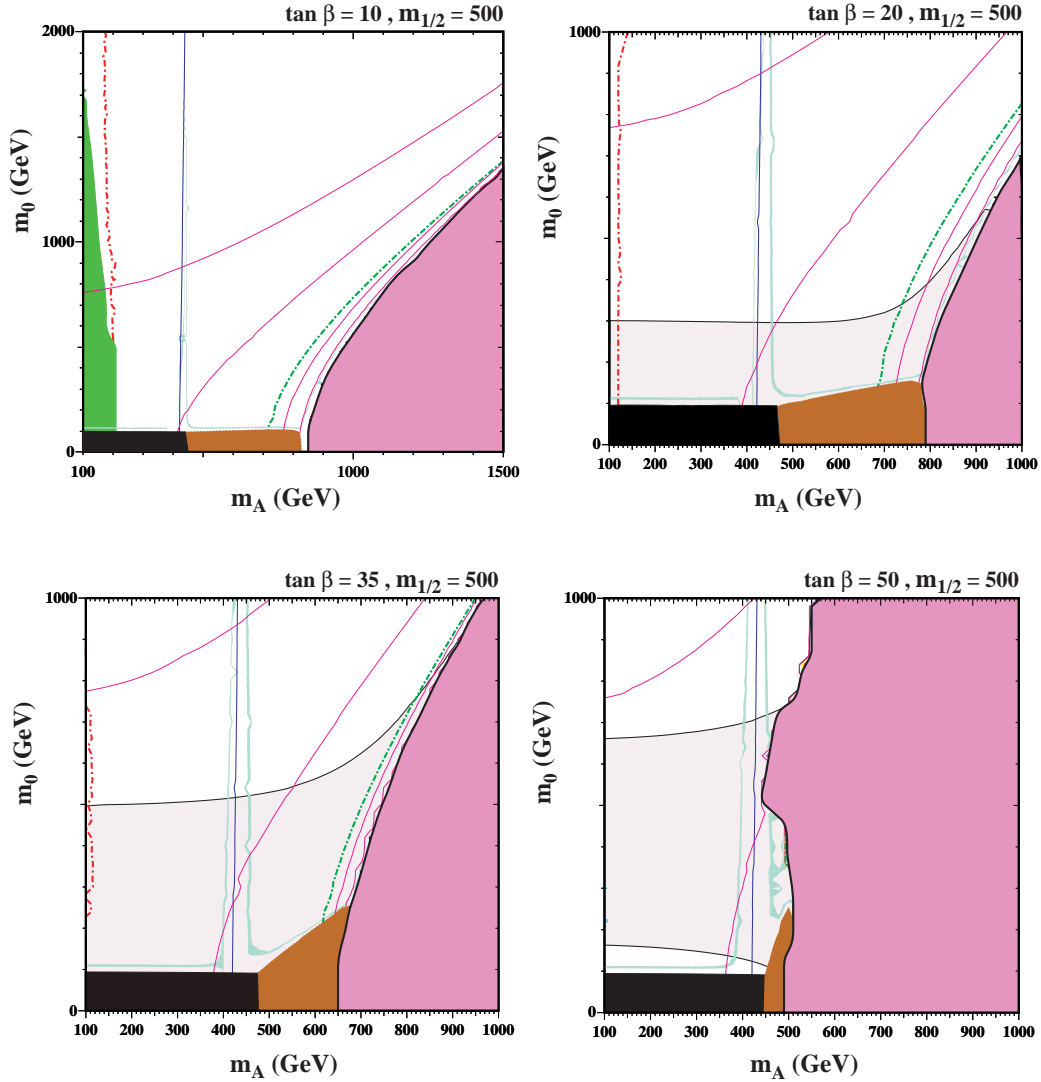 tan β = 10 , m1/2 = 500
2000
1000
0
m0 (GeV)
100 1000 1500
mA (GeV)
tan β = 20 , m1/2 = 500
1000
0
m0 (GeV)
100 200 300 400 500 600 700 800 900 1000
mA (GeV)
tan β = 35 , m1/2 = 500
1000
0
m0 (GeV)
100 200 300 400 500 600 700 800 900 1000
mA (GeV)
tan β = 50 , m1/2 = 500
1000
0
m0 (GeV)
100 200 300 400 500 600 700 800 900 1000
mA (GeV)